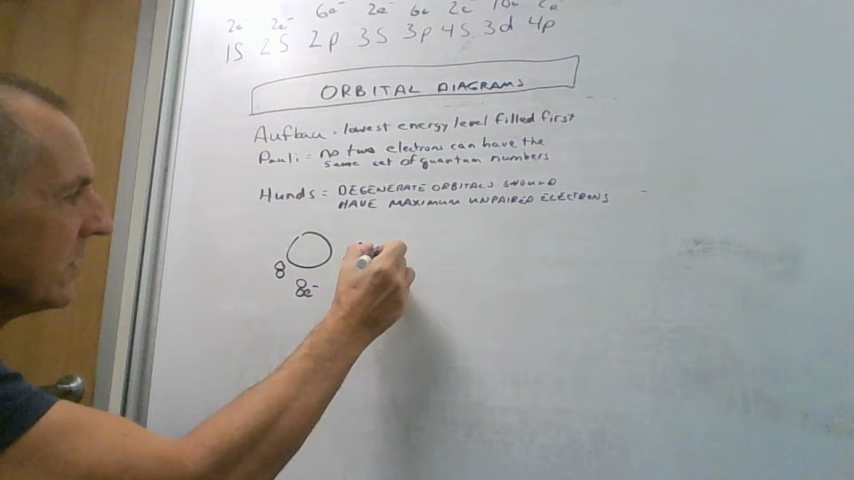 2e⁻ 2e⁻ 6e⁻ 2e⁻ 6e 2e⁻ 10e⁻ 2e⁻
1S 2S 2p 3S 3p 4S 3d 4p
ORBITAL DIAGRAMS
Aufbau - lowest energy level filled first
Pauli = no two electrons can have the
same set of quantum numbers
Hunds = DEGENERATE ORBITALS SHOULD
HAVE MAXIMUM UNPAIRED ELECTRONS
8
8e⁻